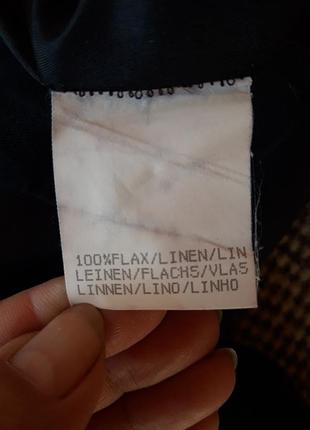 100%FLAX/LINEN/LIN
LEINEN/FLACHS/VLAS
LINNEN/LINO/LINHO